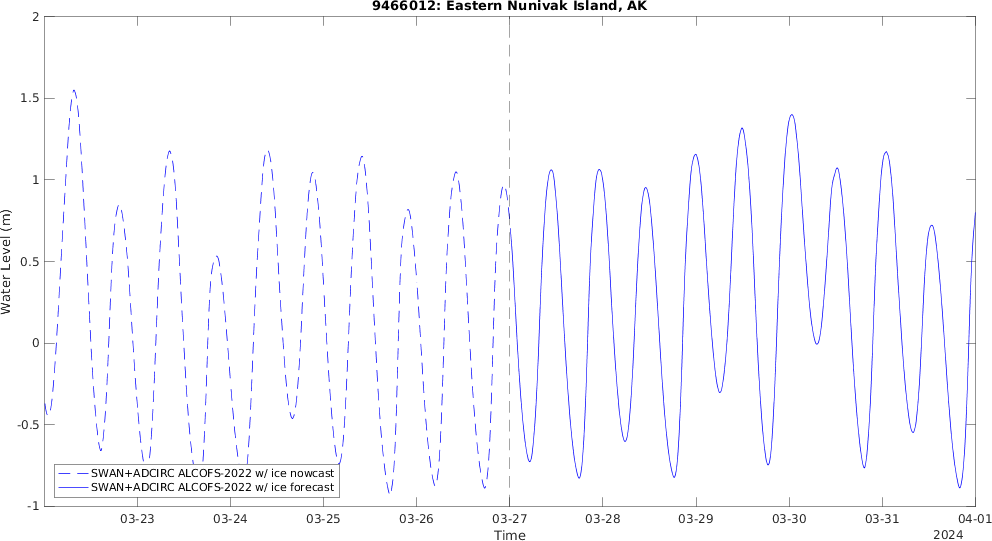 9466012: Eastern Nunivak Island, AK
2
1.5
1
0.5
0
-0.5
-1
Water Level (m)
SWAN+ADCIRC ALCOFS-2022 w/ ice nowcast
SWAN+ADCIRC ALCOFS-2022 w/ ice forecast
03-23 03-24 03-25 03-26 03-27 03-28 03-29 03-30 03-31 04-01
Time
2024